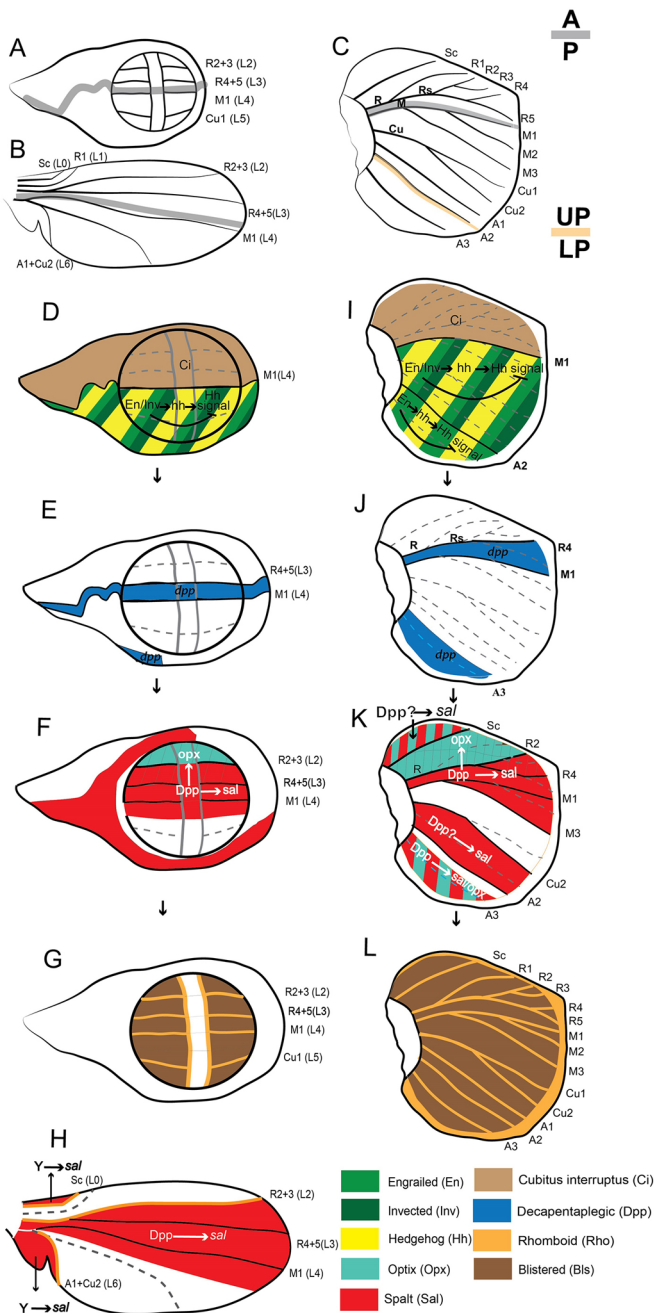 A
R2+3 (L2)
R4+5 (L3)
M1 (L4)
Cu1 (L5)
B
Sc (L0)
R1 (L1)
R2+3 (L2)
R4+5(L3)
M1 (L4)
A1+Cu2 (L6)
C
Sc
R1
R2
R3
R4
R5
M1
M2
M3
Cu1
Cu2
A1
A2
A3
R
M
Rs
Cu
A
P
UP
LP
D
Ci
M1(L4)
En/Inv hh Hh
signal
I
Ci
M1
En/Inv hh Hh signal
En hh Hh signal
A2
E
R4+5(L3)
dpp
M1 (L4)
dpp
J
R
Rs
dpp
R4
M1
dpp
A3
F
opx
R2+3 (L2)
R4+5(L3)
Dpp sal
M1 (L4)
Dpp? sal
K
Sc
opx
R2
R
Dpp sal
R4
M1
M3
Dpp? sal
Dpp sal/opx
Cu2
A2
A3
G
R2+3 (L2)
R4+5 (L3)
M1 (L4)
Cu1 (L5)
L
Sc
R1
R2
R3
R4
R5
M1
M2
M3
Cu1
Cu2
A1
A2
A3
H
Y sal
Sc (L0)
R2+3 (L2)
Dpp sal
R4+5(L3)
M1 (L4)
A1+Cu2 (L6)
Y sal
Engrailed (En)
Invected (Inv)
Hedgehog (Hh)
Optix (Opx)
Spalt (Sal)
Cubitus interruptus (Ci)
Decapentaplegic (Dpp)
Rhomboid (Rho)
Blistered (Bls)